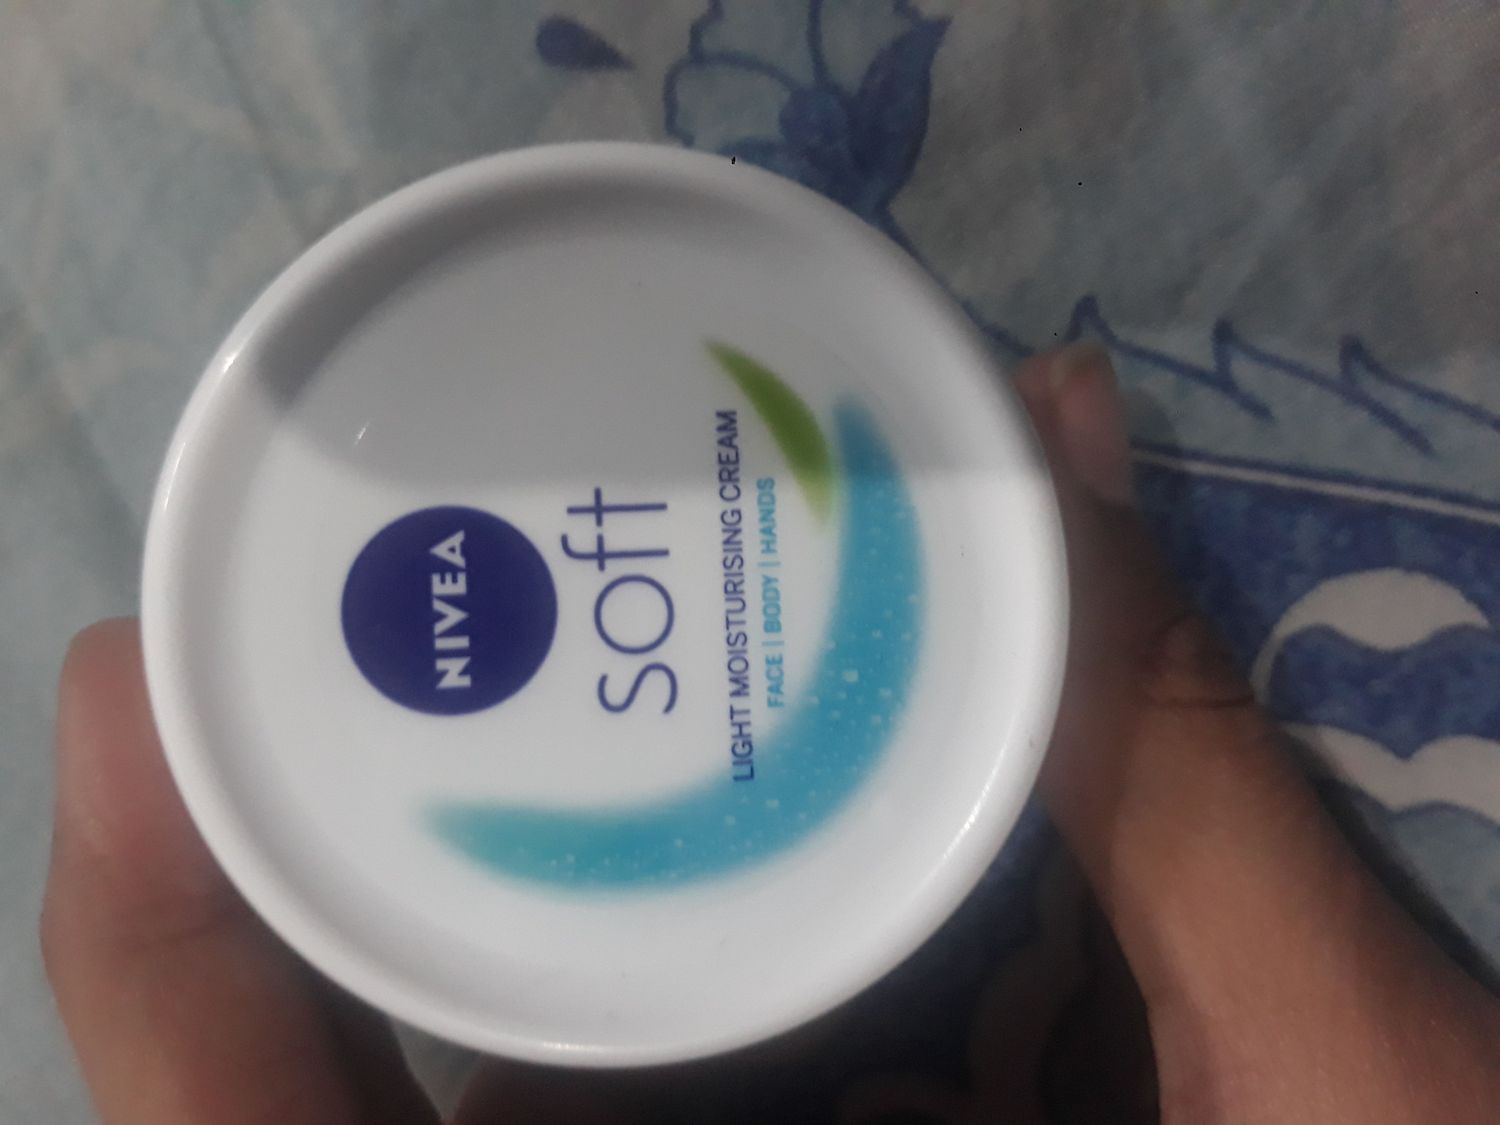 NIVEA
soft
LIGHT MOISTURISING CREAM
FACE | BODY | HANDS